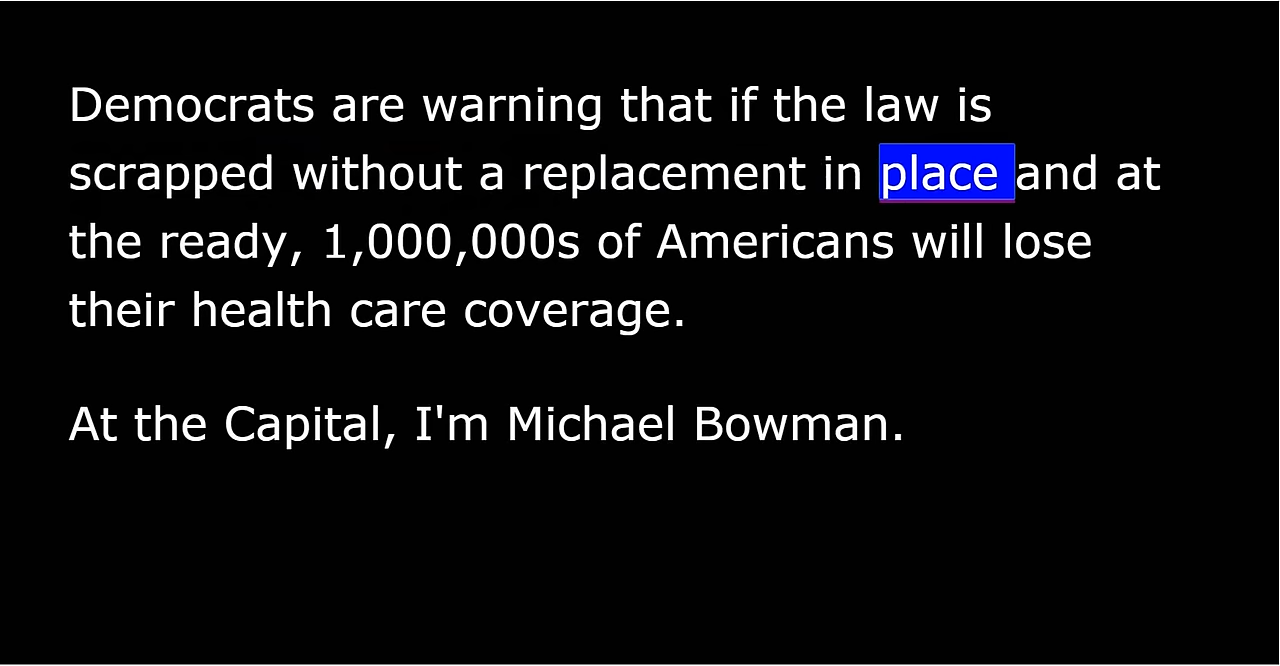 Democrats are warning that if the law is
scrapped without a replacement in place and at
the ready, 1,000,000s of Americans will lose
their health care coverage.
At the Capital, I'm Michael Bowman.